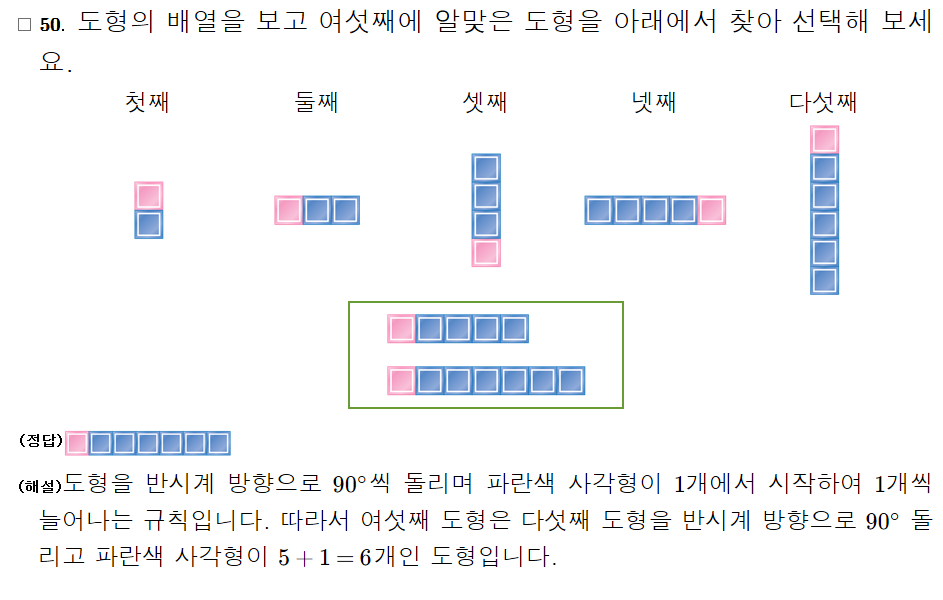 □ 50. 도형의 배열을 보고 여섯째에 알맞은 도형을 아래에서 찾아 선택해 보세
요.
첫째 둘째 셋째 넷째 다섯째
(정답)
(해설)도형을 반시계 방향으로 90°씩 돌리며 파란색 사각형이 1개에서 시작하여 1개씩
늘어나는 규칙입니다. 따라서 여섯째 도형은 다섯째 도형을 반시계 방향으로 90° 돌
리고 파란색 사각형이 5+1=6개인 도형입니다.